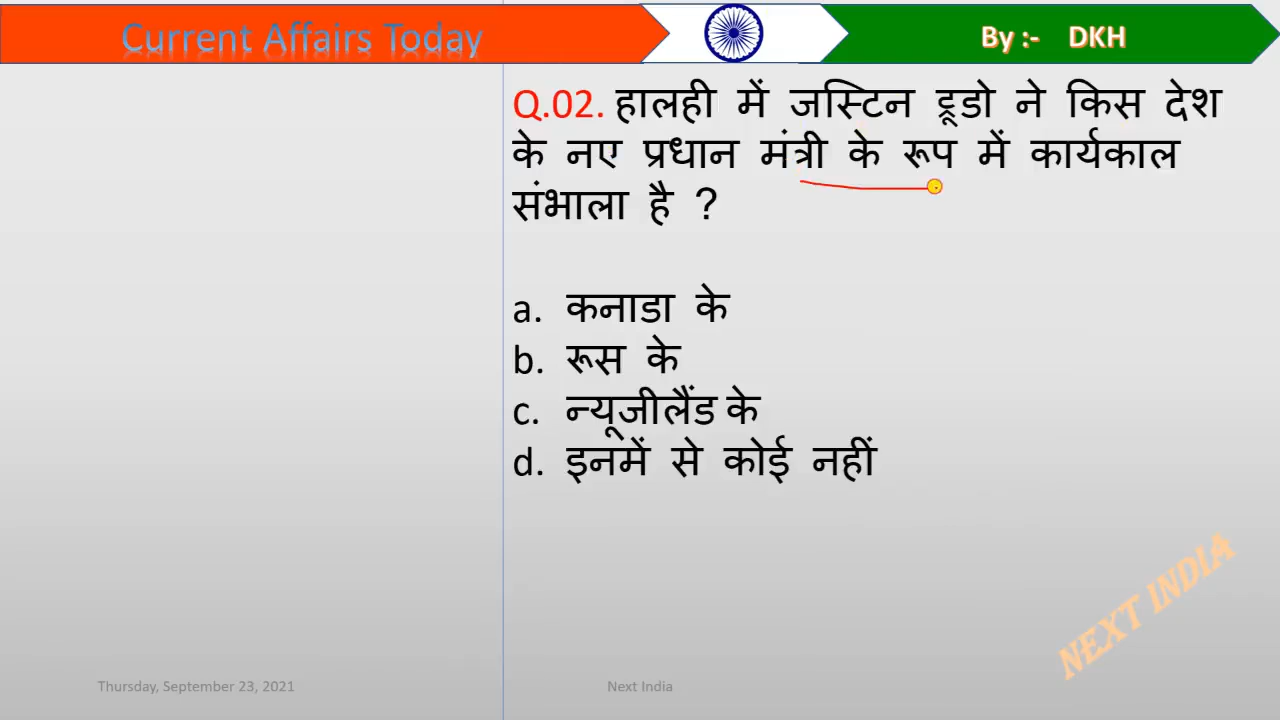 Current Affairs Today
By :- DKH
Q.02. हालही में जस्टिन ड्रूडो ने किस देश
के नए प्रधान मंत्री के रूप में कार्यकाल
संभाला है ?
a. कनाडा के
b. रूस के
c. न्यूजीलैंड के
d. इनमें से कोई नहीं
NEXT INDIA
Thursday, September 23, 2021
Next India